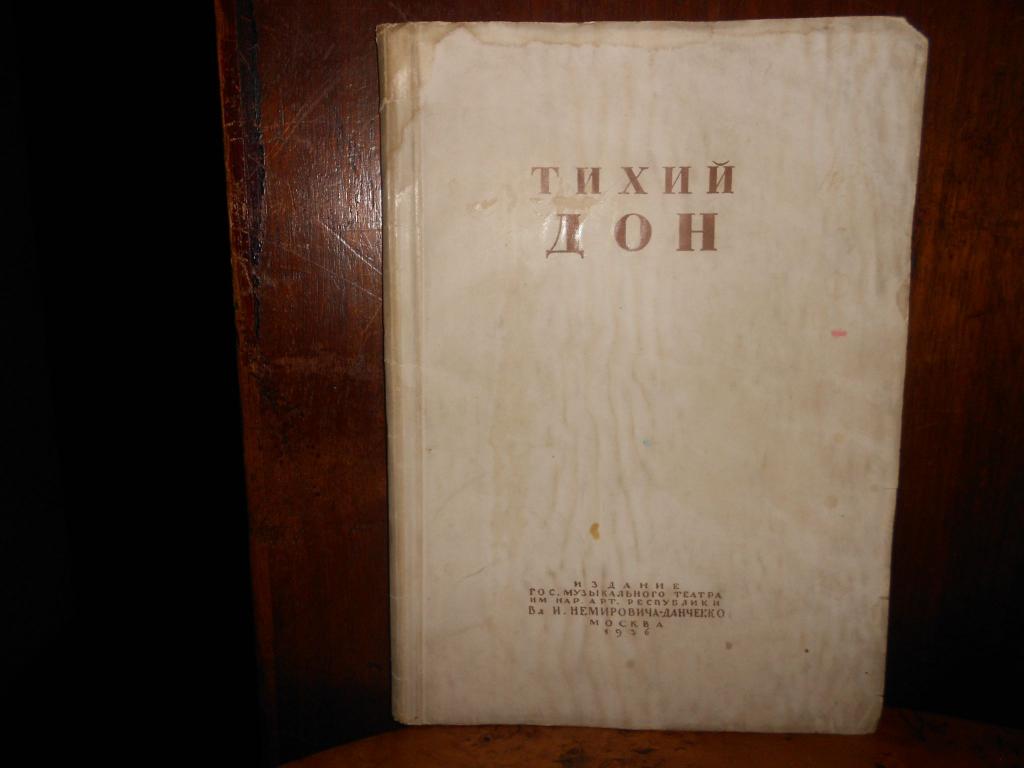 ТИХИЙ
ДОН
ИЗДАНИЕ
ГОС. МУЗЫКАЛЬНОГО ТЕАТРА
ИМ НАР. АРТ. РЕСПУБЛИКИ
Вл И. НЕМИРОВИЧА-ДАНЧЕНКО
МОСКВА
1936